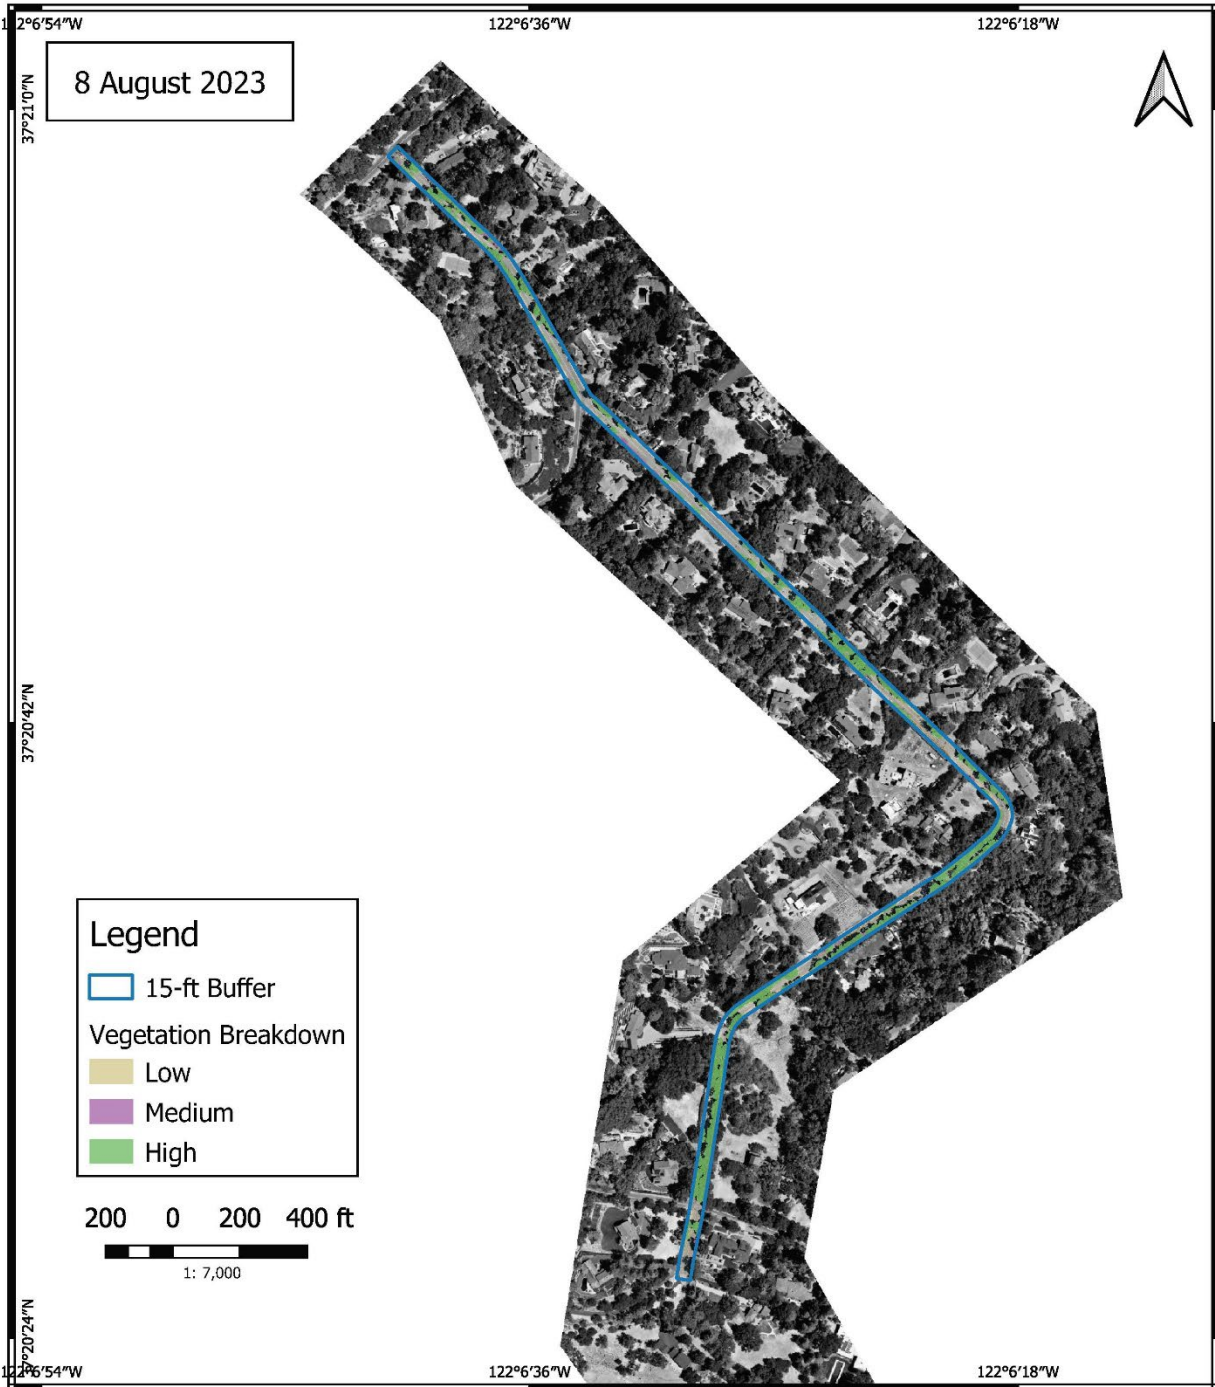 122°6'54"W 122°6'36"W 122°6'18"W
8 August 2023
37°21'0"N
37°20'42"N
Legend
15-ft Buffer
Vegetation Breakdown
Low
Medium
High
200 0 200 400 ft
1: 7,000
37°20'24"N
122°6'54"W 122°6'36"W 122°6'18"W